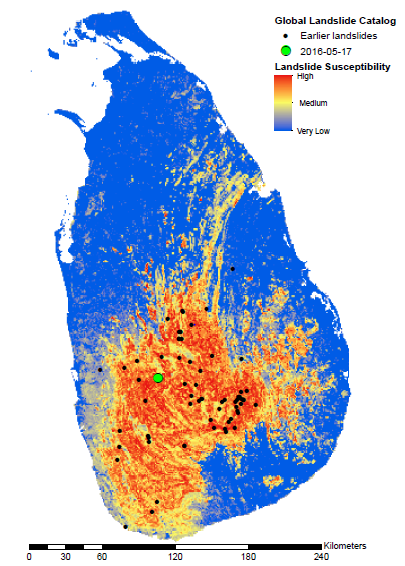 Global Landslide Catalog
Earlier landslides
2016-05-17
Landslide Susceptibility
High
Medium
Very Low
Kilometers
0 30 60 120 180 240